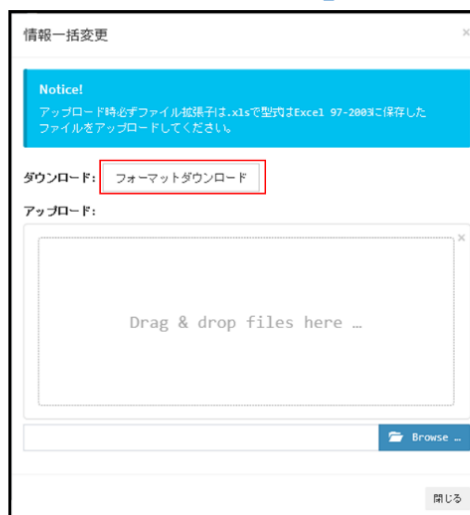 情報一括変更
×
Notice!
アップロード時必ずファイル拡張子は.xlsで型式はExcel 97-2003に保存した
ファイルをアップロードしてください。
ダウンロード: フォーマットダウンロード
アップロード:
×
Drag & drop files here …
Browse …
閉じる